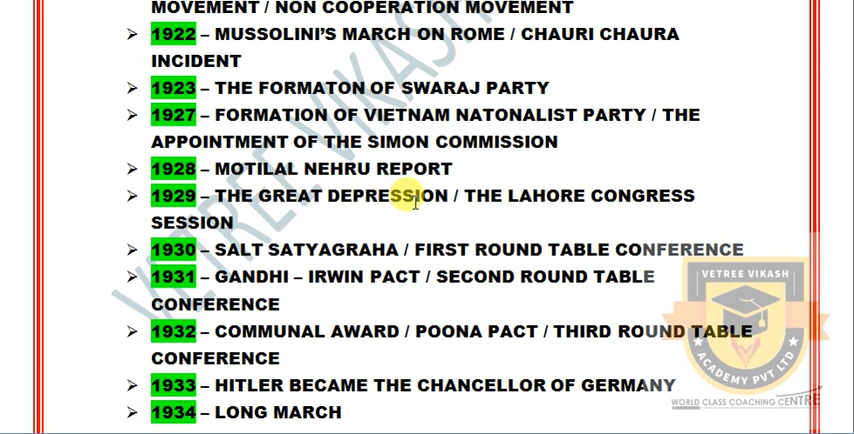 MOVEMENT / NON COOPERATION MOVEMENT
➢ 1922 – MUSSOLINI'S MARCH ON ROME / CHAURI CHAURA
INCIDENT
➢ 1923 – THE FORMATON OF SWARAJ PARTY
➢ 1927 – FORMATION OF VIETNAM NATONALIST PARTY / THE
APPOINTMENT OF THE SIMON COMMISSION
➢ 1928 – MOTILAL NEHRU REPORT
➢ 1929 – THE GREAT DEPRESSION / THE LAHORE CONGRESS
SESSION
➢ 1930 – SALT SATYAGRAHA / FIRST ROUND TABLE CONFERENCE
➢ 1931 – GANDHI – IRWIN PACT / SECOND ROUND TABLE
CONFERENCE
➢ 1932 – COMMUNAL AWARD / POONA PACT / THIRD ROUND TABLE
CONFERENCE
➢ 1933 – HITLER BECAME THE CHANCELLOR OF GERMANY
➢ 1934 – LONG MARCH
VETREE VIKASH
VETREE VIKASH
ACADEMY PVT LTD
WORLD CLASS COACHING CENTRE